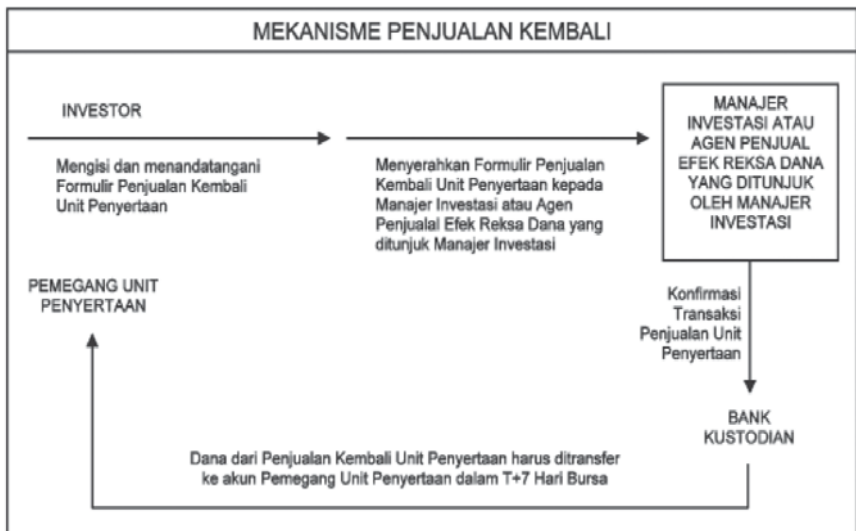 MEKANISME PENJUALAN KEMBALI
INVESTOR
Mengisi dan menandatangani
Formulir Penjualan Kembali
Unit Penyertaan
Menyerahkan Formulir Penjualan
Kembali Unit Penyertaan kepada
Manajer Investasi atau Agen
Penjualal Efek Reksa Dana yang
ditunjuk Manajer Investasi
MANAJER
INVESTASI ATAU
AGEN PENJUAL
EFEK REKSA DANA
YANG DITUNJUK
OLEH MANAJER
INVESTASI
PEMEGANG UNIT
PENYERTAAN
Konfirmasi
Transaksi
Penjualan Unit
Penyertaan
BANK
KUSTODIAN
Dana dari Penjualan Kembali Unit Penyertaan harus ditransfer
ke akun Pemegang Unit Penyertaan dalam T+7 Hari Bursa